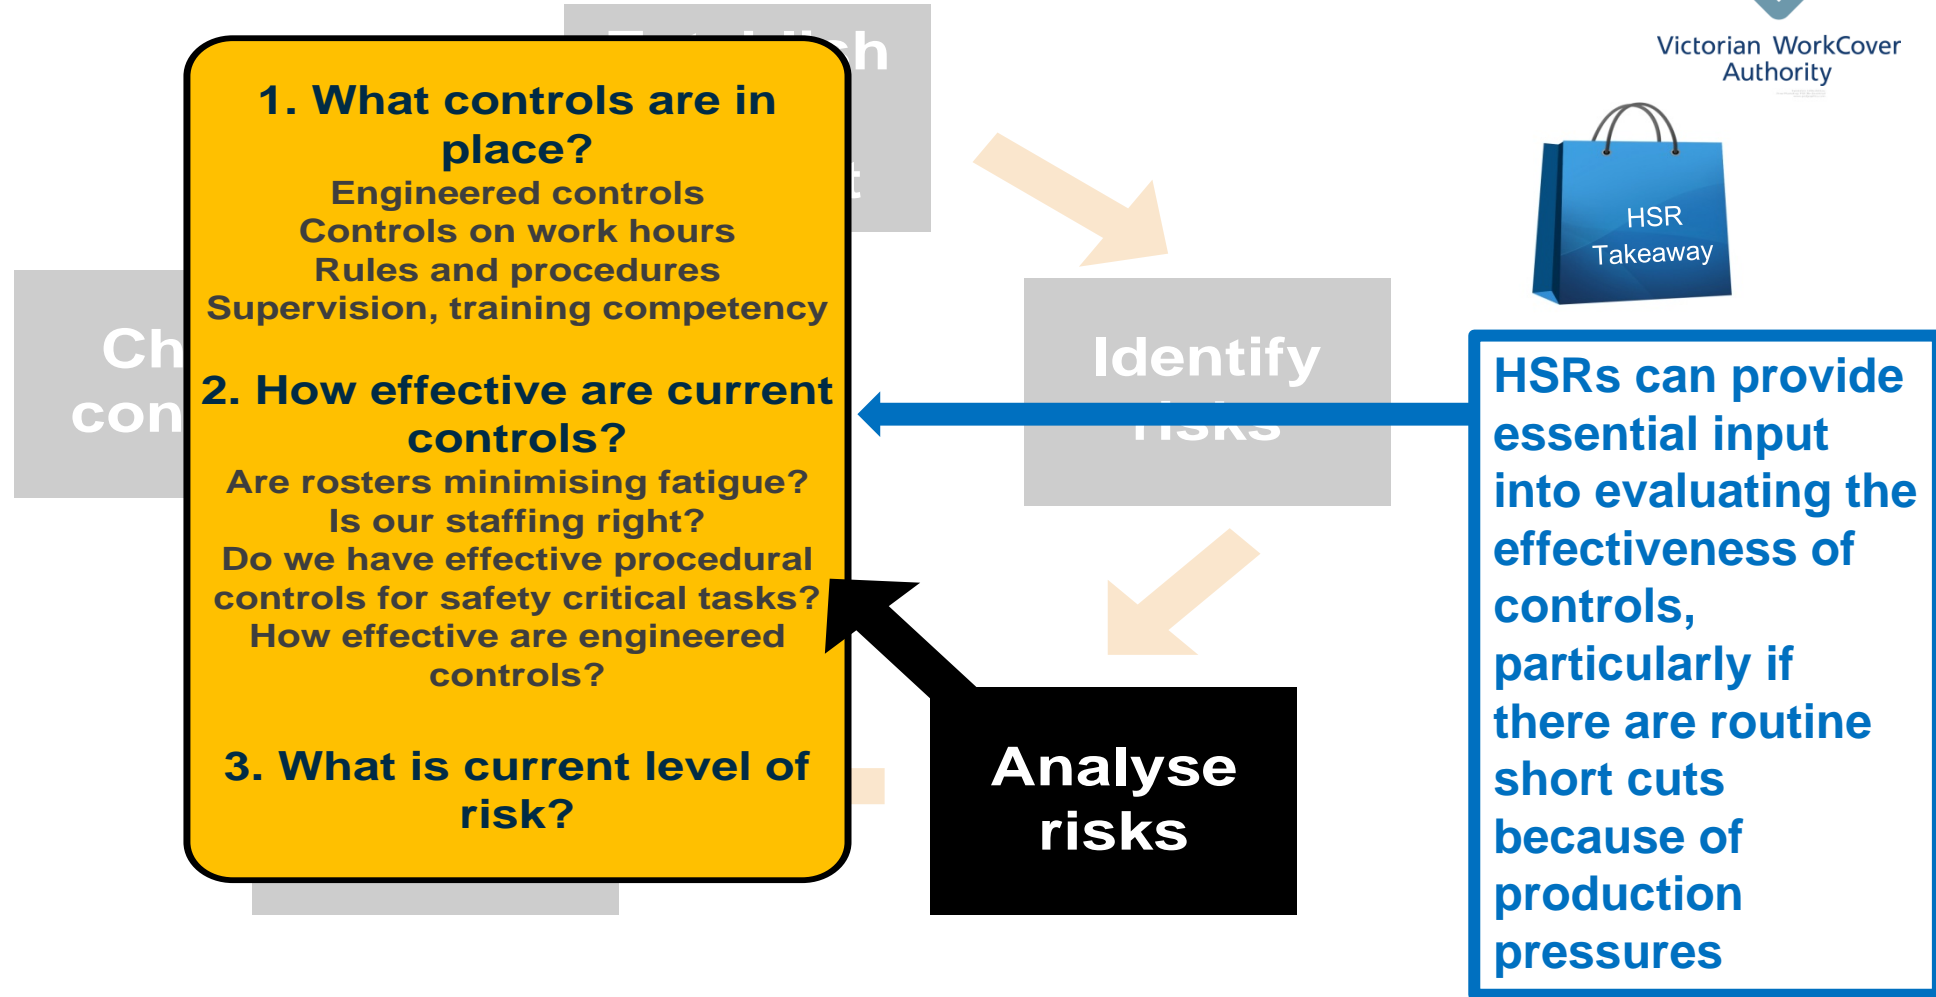 Victorian WorkCover
Authority
1. What controls are in
place?
Engineered controls
Controls on work hours
Rules and procedures
Supervision, training competency
2. How effective are current
controls?
Are rosters minimising fatigue?
Is our staffing right?
Do we have effective procedural
controls for safety critical tasks?
How effective are engineered
controls?
3. What is current level of
risk?
Identify
risks
Analyse
risks
HSR
Takeaway
HSRs can provide
essential input
into evaluating the
effectiveness of
controls,
particularly if
there are routine
short cuts
because of
production
pressures